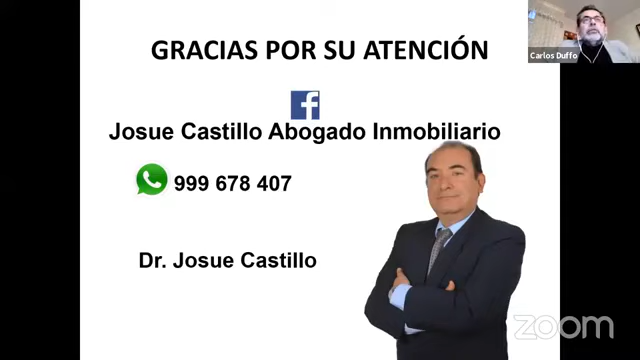 GRACIAS POR SU ATENCIÓN
Carlos Duffo
Josue Castillo Abogado Inmobiliario
999 678 407
Dr. Josue Castillo
zoom